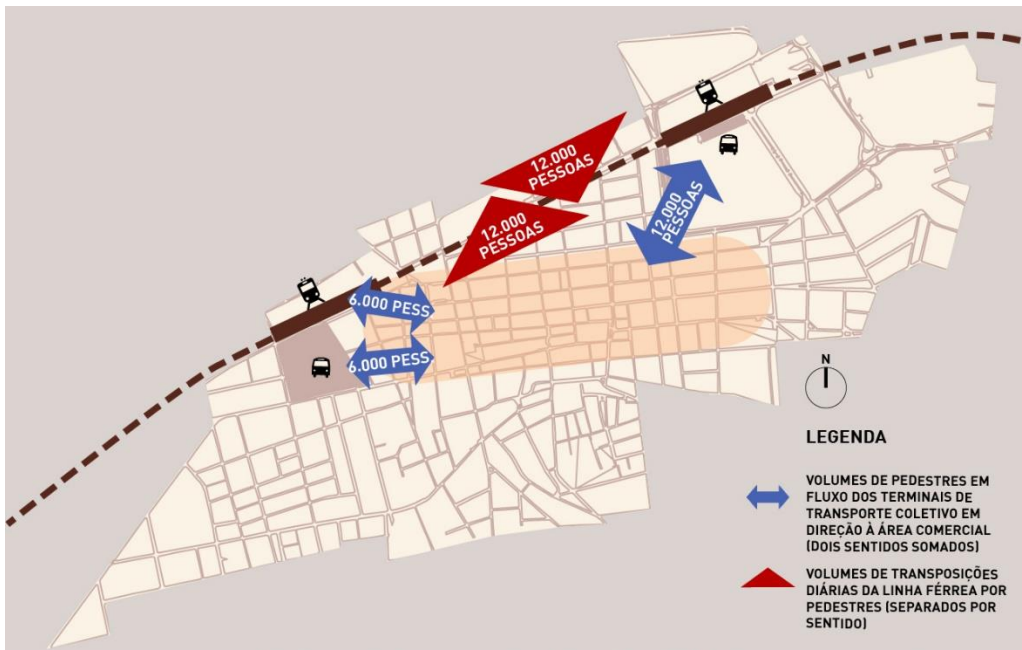 12.000
PESSOAS
12.000
PESSOAS
12.000
PESSOAS
6.000 PESS.
6.000 PESS.
N
LEGENDA
VOLUMES DE PEDESTRES EM
FLUXO DOS TERMINAIS DE
TRANSPORTE COLETIVO EM
DIREÇÃO À ÁREA COMERCIAL
(DOIS SENTIDOS SOMADOS)
VOLUMES DE TRANSPOSIÇÕES
DIÁRIAS DA LINHA FÉRREA POR
PEDESTRES (SEPARADOS POR
SENTIDO)